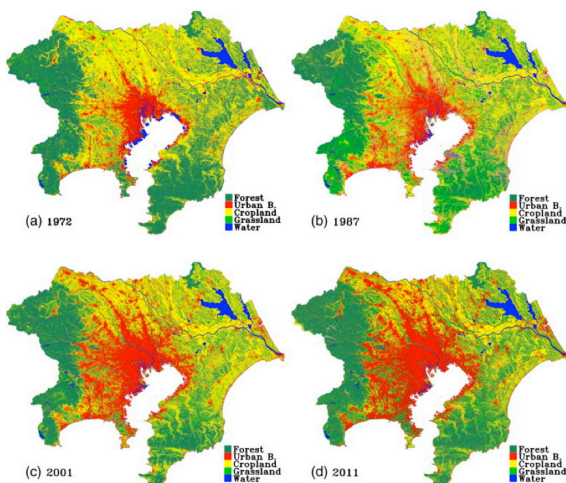 (a) 1972
Forest
Urban B.
Cropland
Grassland
Water
(b) 1987
Forest
Urban B.
Cropland
Grassland
Water
(c) 2001
Forest
Urban B.
Cropland
Grassland
Water
(d) 2011
Forest
Urban B.
Cropland
Grassland
Water